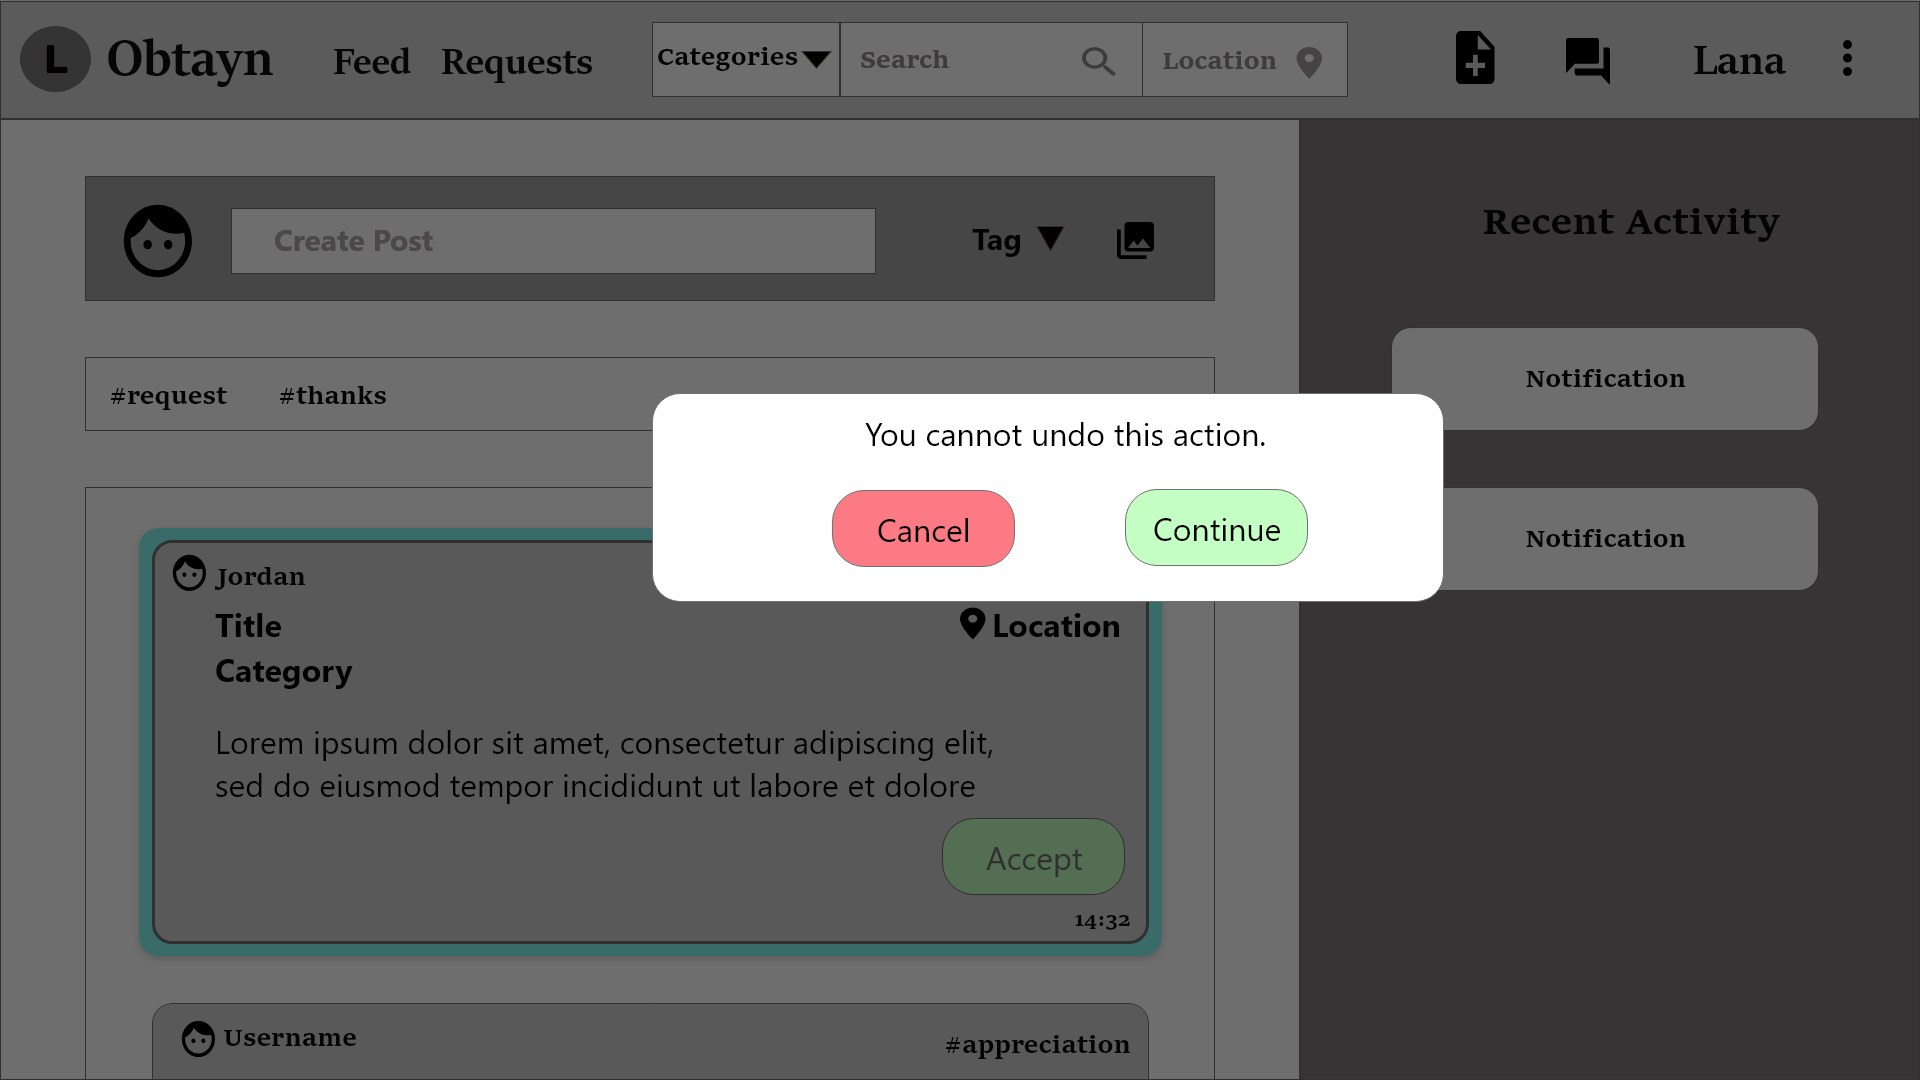 L Obtayn Feed Requests Categories Search Location Lana
Create Post Tag
Recent Activity
#request #thanks
Notification
You cannot undo this action.
Cancel Continue
Notification
Jordan
Title Location
Category
Lorem ipsum dolor sit amet, consectetur adipiscing elit,
sed do eiusmod tempor incididunt ut labore et dolore
Accept
14:32
Username #appreciation